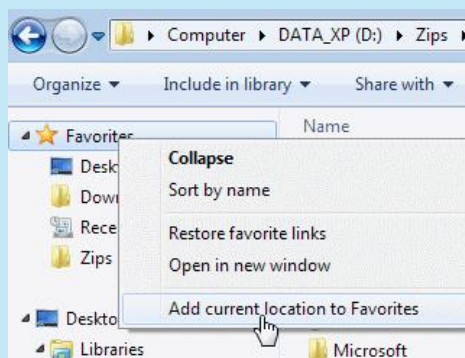 Computer ▸ DATA_XP (D:) ▸ Zips ▸
Organize ▾ Include in library ▾ Share with ▾
Favorites
Name
Collapse
Sort by name
Restore favorite links
Open in new window
Add current location to Favorites
Zips
Libraries
Microsoft